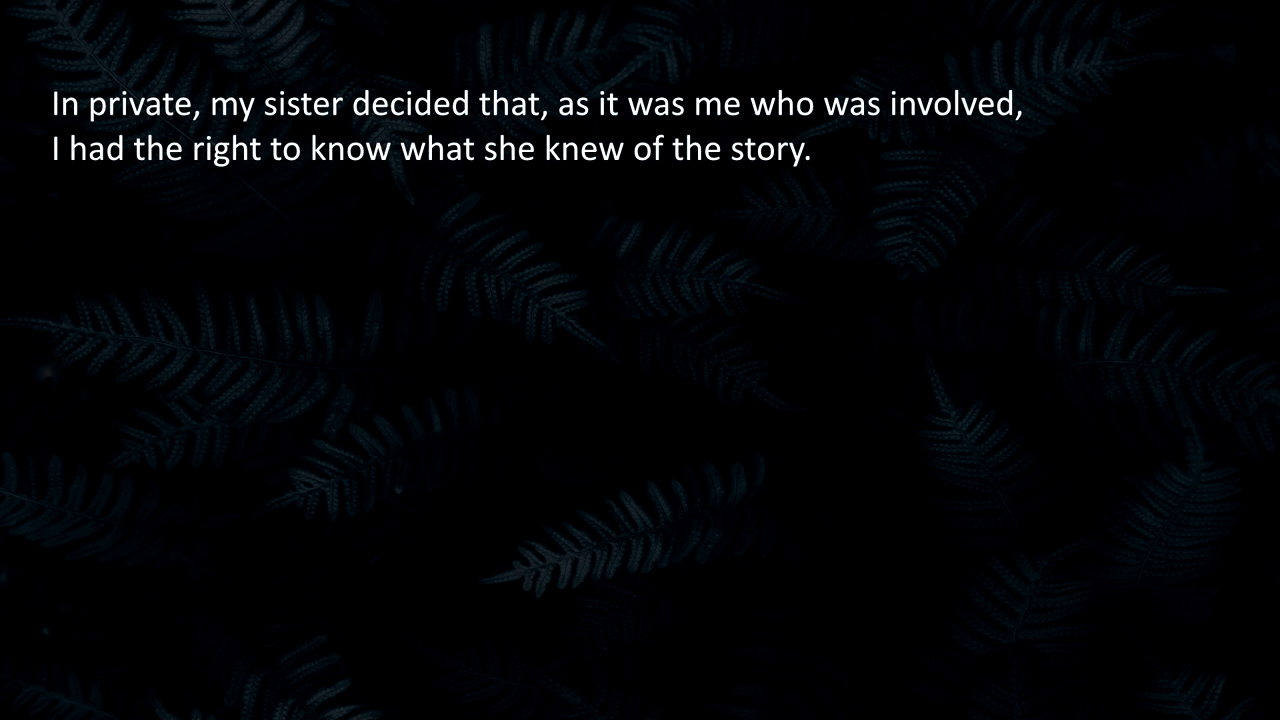 In private, my sister decided that, as it was me who was involved,
I had the right to know what she knew of the story.